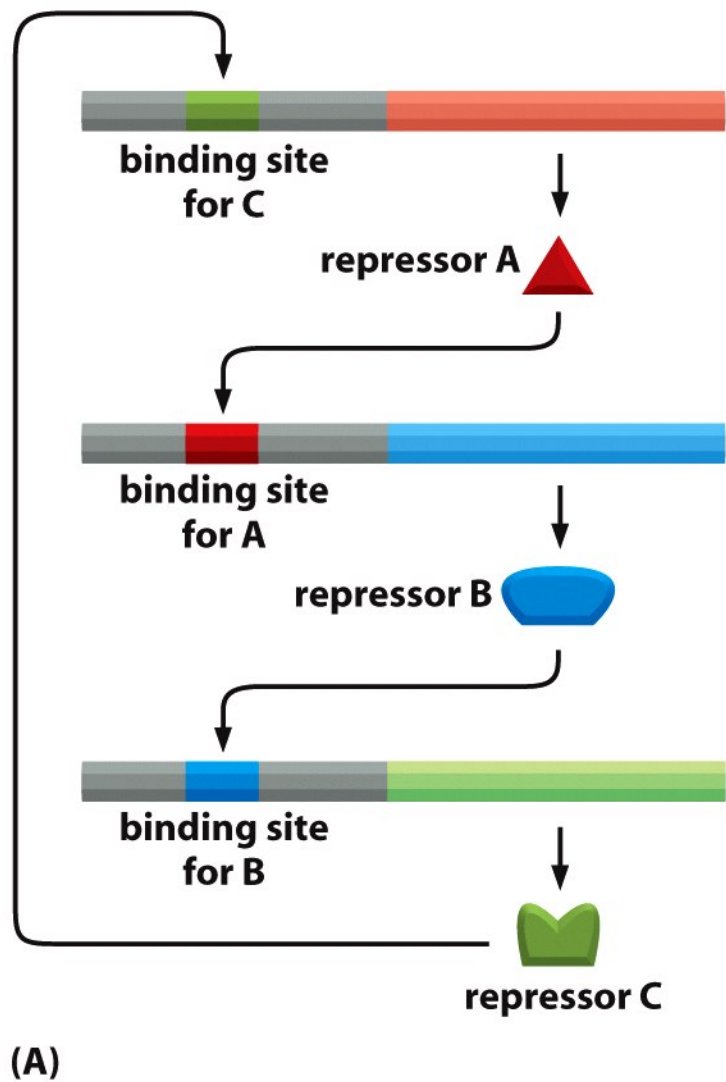 binding site
for C
repressor A
binding site
for A
repressor B
binding site
for B
repressor C
(A)